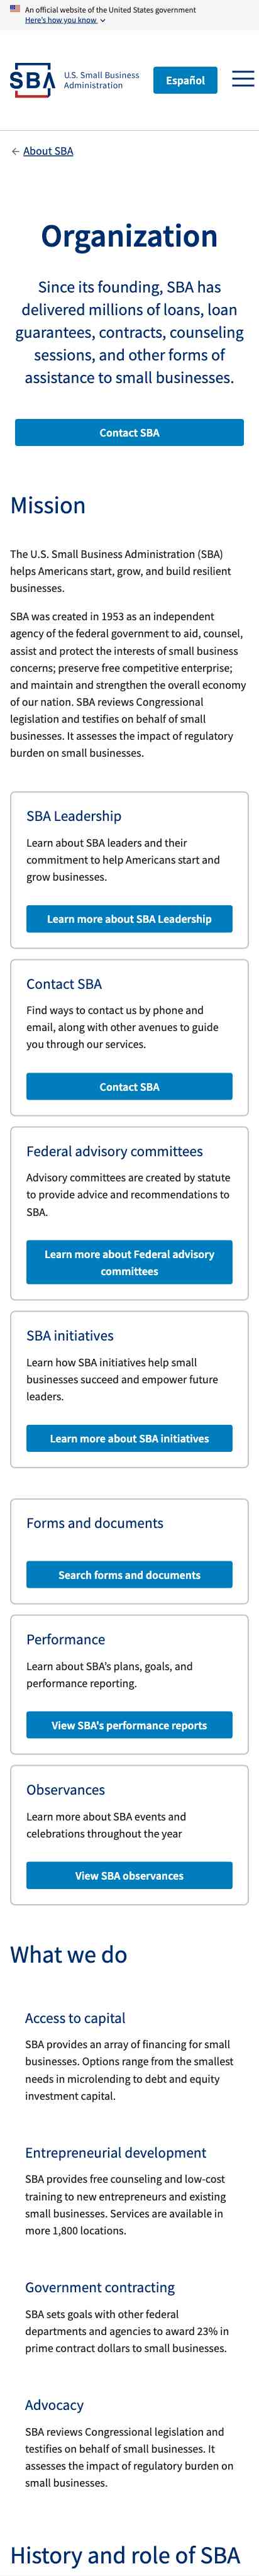 An official website of the United States government
Here's how you know
SBA
U.S. Small Business
Administration
Español
← About SBA
Organization
Since its founding, SBA has
delivered millions of loans, loan
guarantees, contracts, counseling
sessions, and other forms of
assistance to small businesses.
Contact SBA
Mission
The U.S. Small Business Administration (SBA)
helps Americans start, grow, and build resilient
businesses.
SBA was created in 1953 as an independent
agency of the federal government to aid, counsel,
assist and protect the interests of small business
concerns; preserve free competitive enterprise;
and maintain and strengthen the overall economy
of our nation. SBA reviews Congressional
legislation and testifies on behalf of small
businesses. It assesses the impact of regulatory
burden on small businesses.
SBA Leadership
Learn about SBA leaders and their
commitment to help Americans start and
grow businesses.
Learn more about SBA Leadership
Contact SBA
Find ways to contact us by phone and
email, along with other avenues to guide
you through our services.
Contact SBA
Federal advisory committees
Advisory committees are created by statute
to provide advice and recommendations to
SBA.
Learn more about Federal advisory
committees
SBA initiatives
Learn how SBA initiatives help small
businesses succeed and empower future
leaders.
Learn more about SBA initiatives
Forms and documents
Search forms and documents
Performance
Learn about SBA's plans, goals, and
performance reporting.
View SBA's performance reports
Observances
Learn more about SBA events and
celebrations throughout the year
View SBA observances
What we do
Access to capital
SBA provides an array of financing for small
businesses. Options range from the smallest
needs in microlending to debt and equity
investment capital.
Entrepreneurial development
SBA provides free counseling and low-cost
training to new entrepreneurs and existing
small businesses. Services are available in
more 1,800 locations.
Government contracting
SBA sets goals with other federal
departments and agencies to award 23% in
prime contract dollars to small businesses.
Advocacy
SBA reviews Congressional legislation and
testifies on behalf of small businesses. It
assesses the impact of regulatory burden on
small businesses.
History and role of SBA